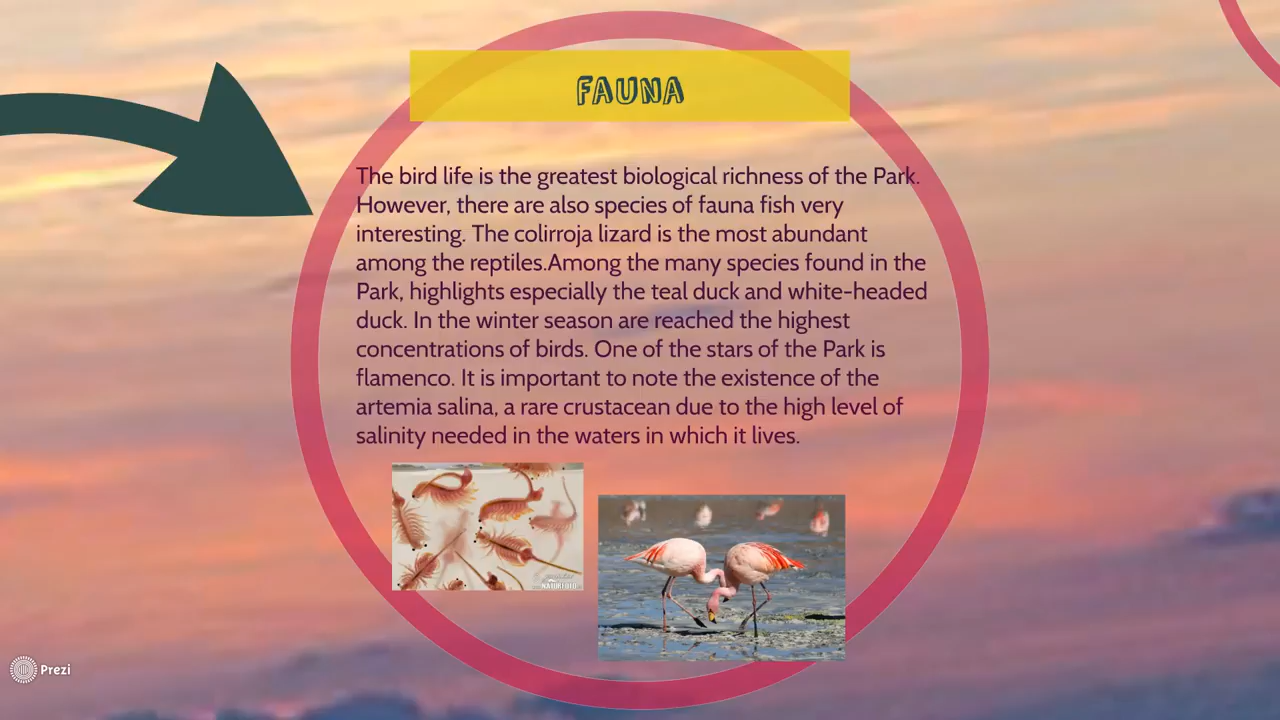 FAUNA
The bird life is the greatest biological richness of the Park.
However, there are also species of fauna fish very
interesting. The colirroja lizard is the most abundant
among the reptiles.Among the many species found in the
Park, highlights especially the teal duck and white-headed
duck. In the winter season are reached the highest
concentrations of birds. One of the stars of the Park is
flamenco. It is important to note the existence of the
artemia salina, a rare crustacean due to the high level of
salinity needed in the waters in which it lives.
Prezi